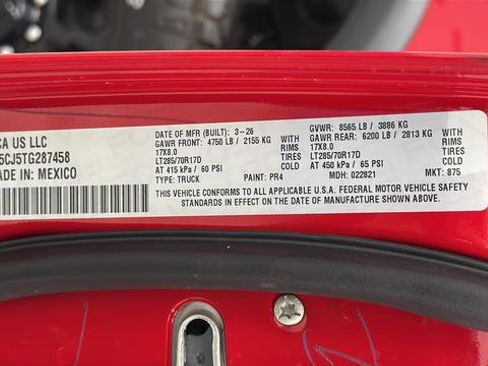 CA US LLC
5CJ5TG287458
MADE IN: MEXICO
DATE OF MFR (BUILT): 3-26
GAWR FRONT: 4750 LB / 2155 KG WITH
17X8.0 RIMS
LT285/70R17D TIRES
AT 415 kPa / 60 PSI COLD
TYPE: TRUCK PAINT: PR4
GVWR: 8565 LB / 3886 KG
GAWR REAR: 6200 LB / 2813 KG WITH
17X8.0 RIMS
LT285/70R17D TIRES
AT 450 kPa / 65 PSI COLD
MDH: 022821 MKT: 875
THIS VEHICLE CONFORMS TO ALL APPLICABLE U.S.A. FEDERAL MOTOR VEHICLE SAFETY
STANDARDS IN EFFECT ON THE DATE OF MANUFACTURE SHOWN ABOVE.